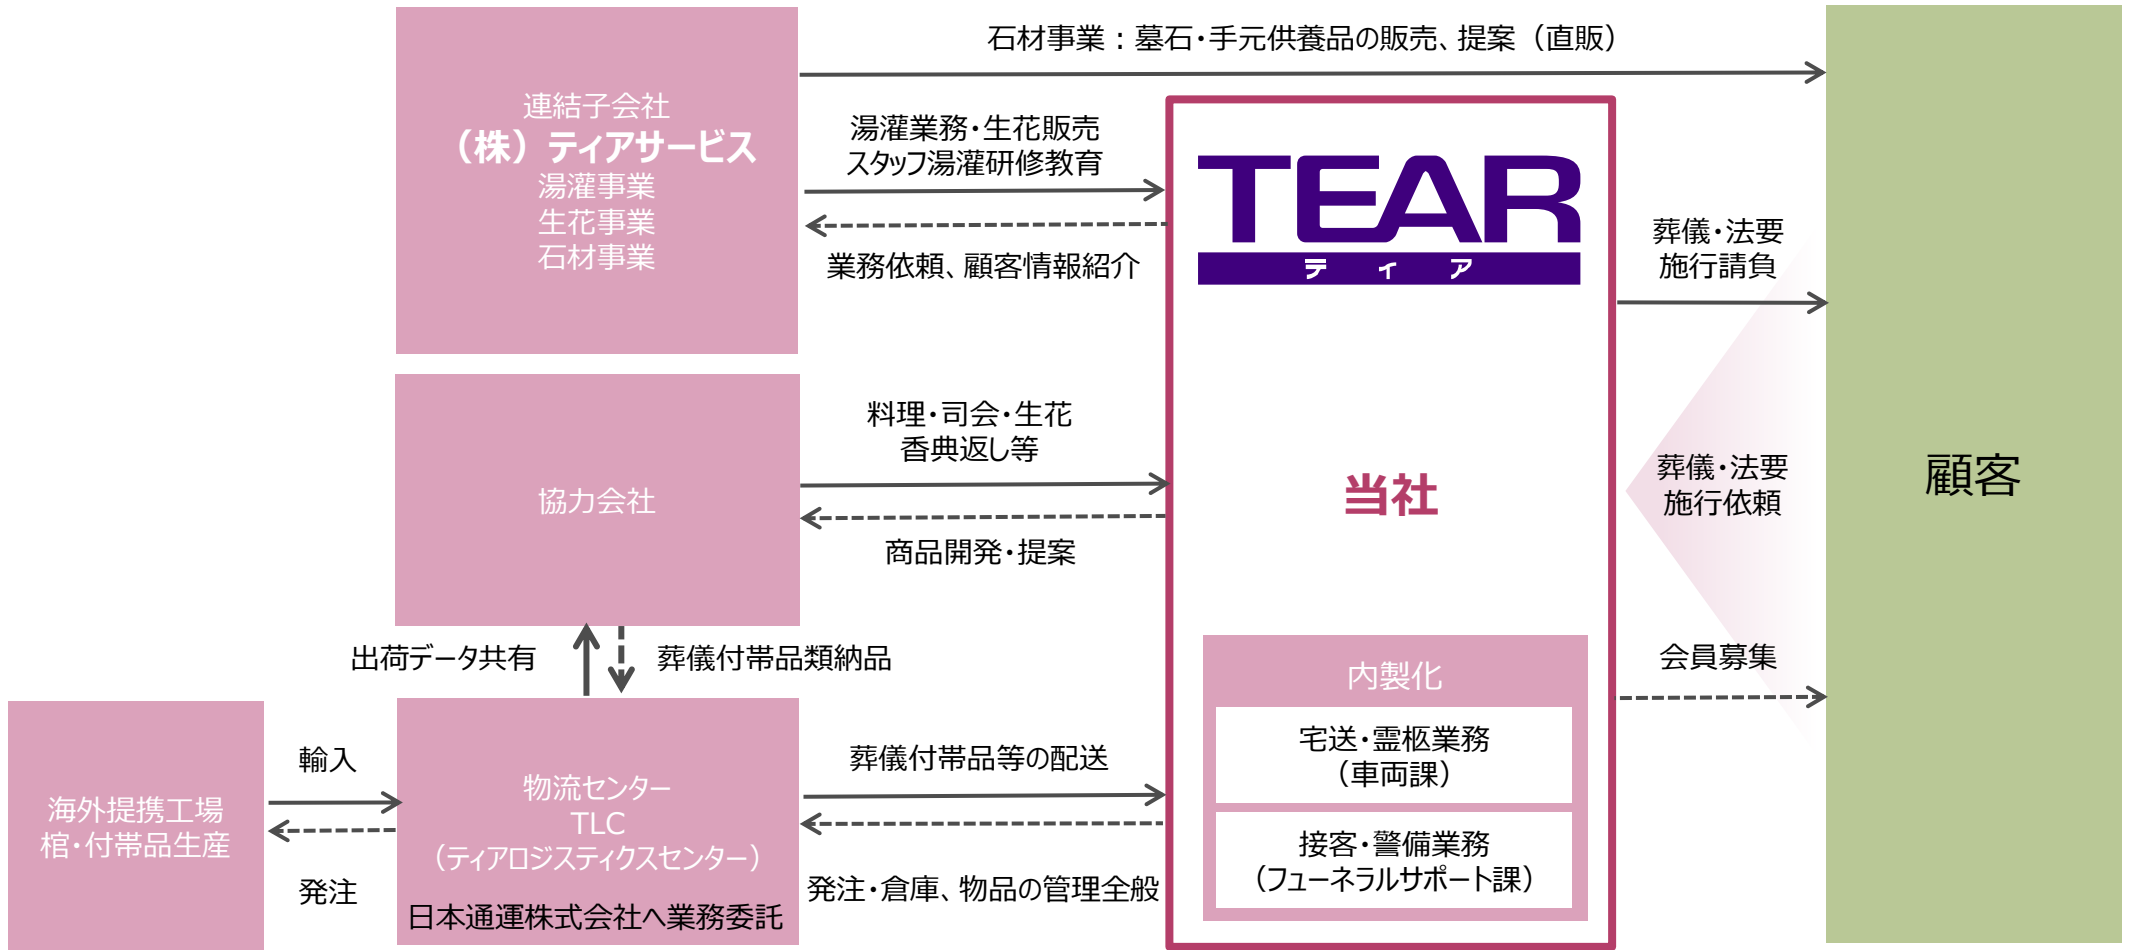 石材事業：墓石・手元供養品の販売、提案（直販）
連結子会社
（株）ティアサービス
湯灌事業
生花事業
石材事業
湯灌業務・生花販売
スタッフ湯灌研修教育
業務依頼、顧客情報紹介
TEAR
ティア
葬儀・法要
施行請負
協力会社
料理・司会・生花
香典返し等
商品開発・提案
当社
葬儀・法要
施行依頼
顧客
出荷データ共有
葬儀付帯品類納品
内製化
宅送・霊柩業務
（車両課）
接客・警備業務
（フューネラルサポート課）
会員募集
海外提携工場
棺・付帯品生産
輸入
発注
物流センター
TLC
（ティアロジスティクスセンター）
日本通運株式会社へ業務委託
葬儀付帯品等の配送
発注・倉庫、物品の管理全般